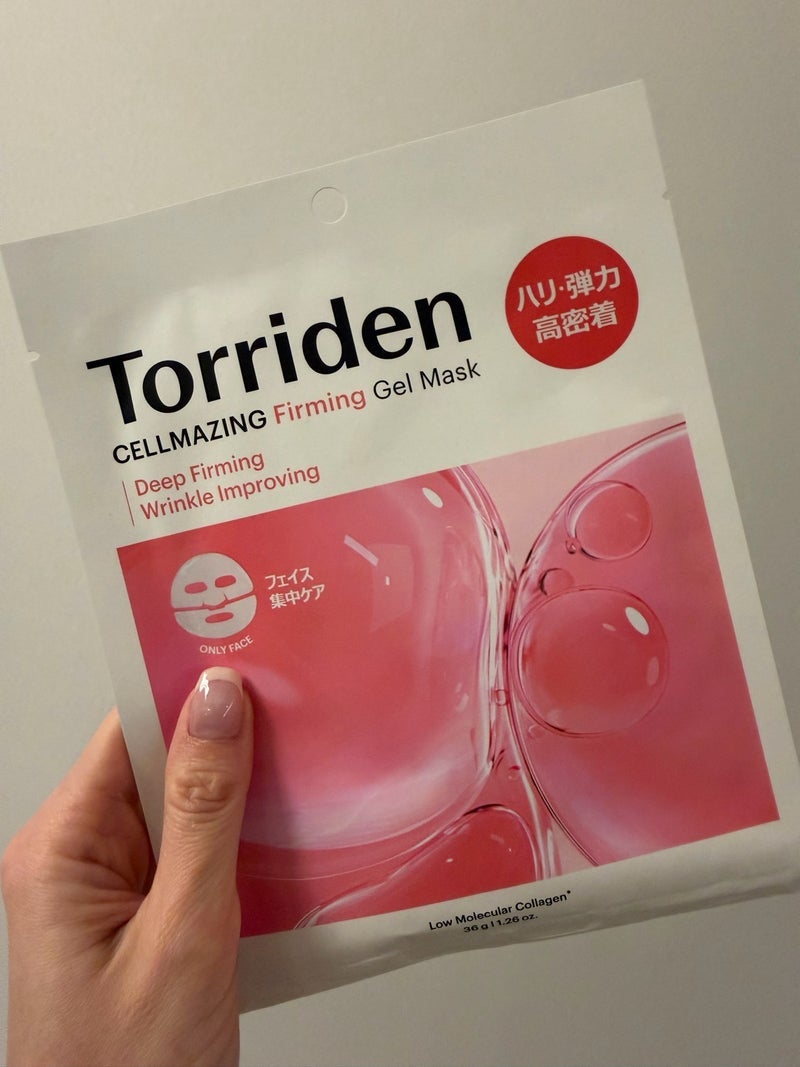 ハリ・弾力
高密着
Torriden
CELLMAZING Firming Gel Mask
Deep Firming
Wrinkle Improving
フェイス
集中ケア
ONLY FACE
Low Molecular Collagen*
36 g | 1.26 oz.